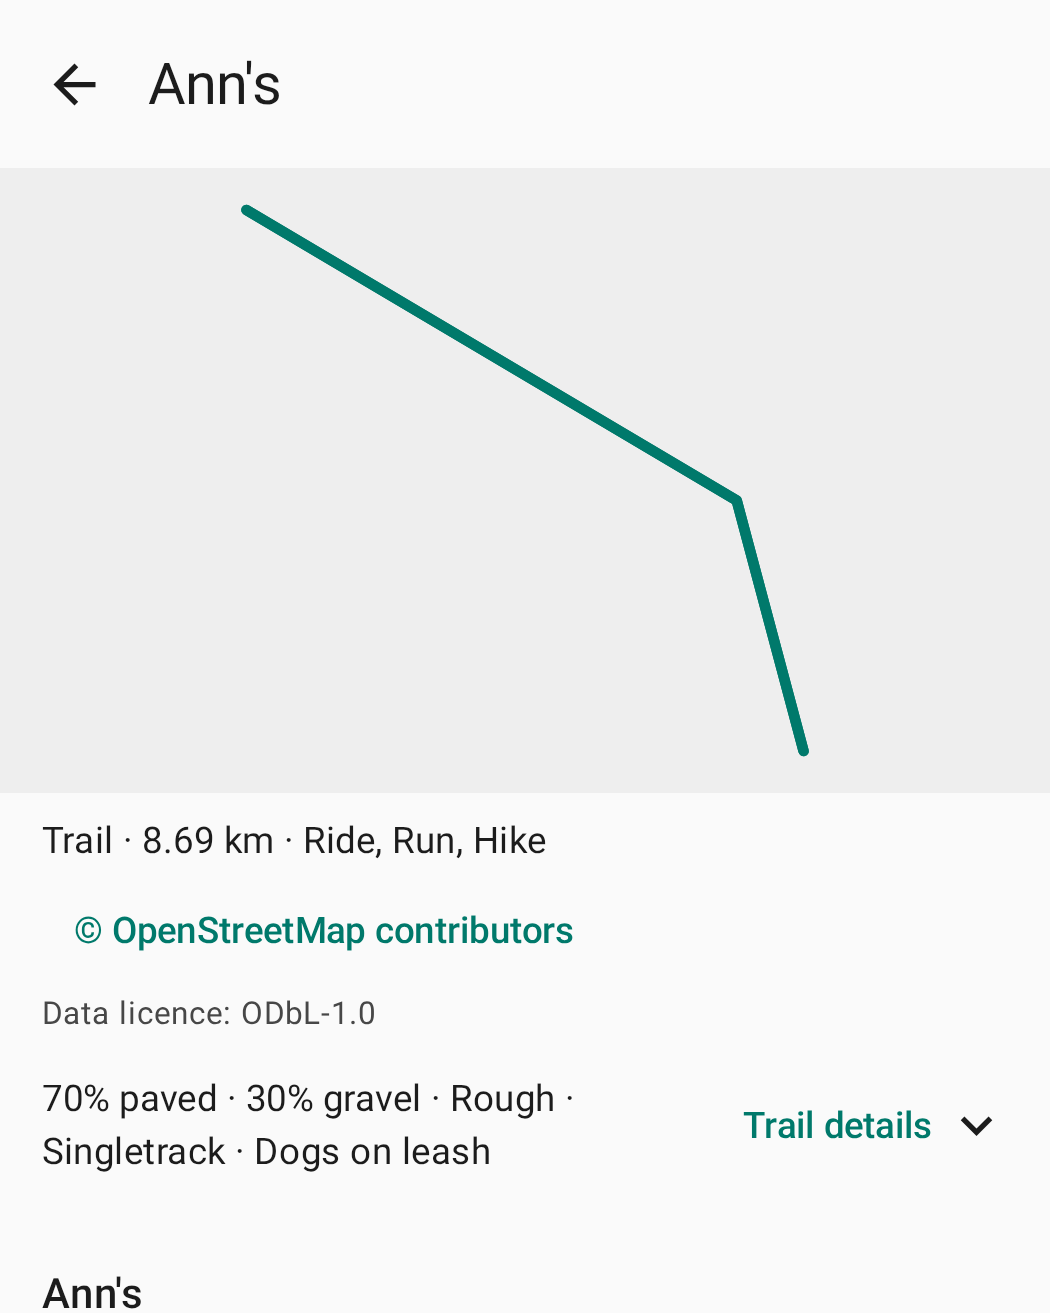 Ann's
Trail · 8.69 km · Ride, Run, Hike
© OpenStreetMap contributors
Data licence: ODbL-1.0
70% paved · 30% gravel · Rough ·
Singletrack · Dogs on leash
Trail details
Ann's